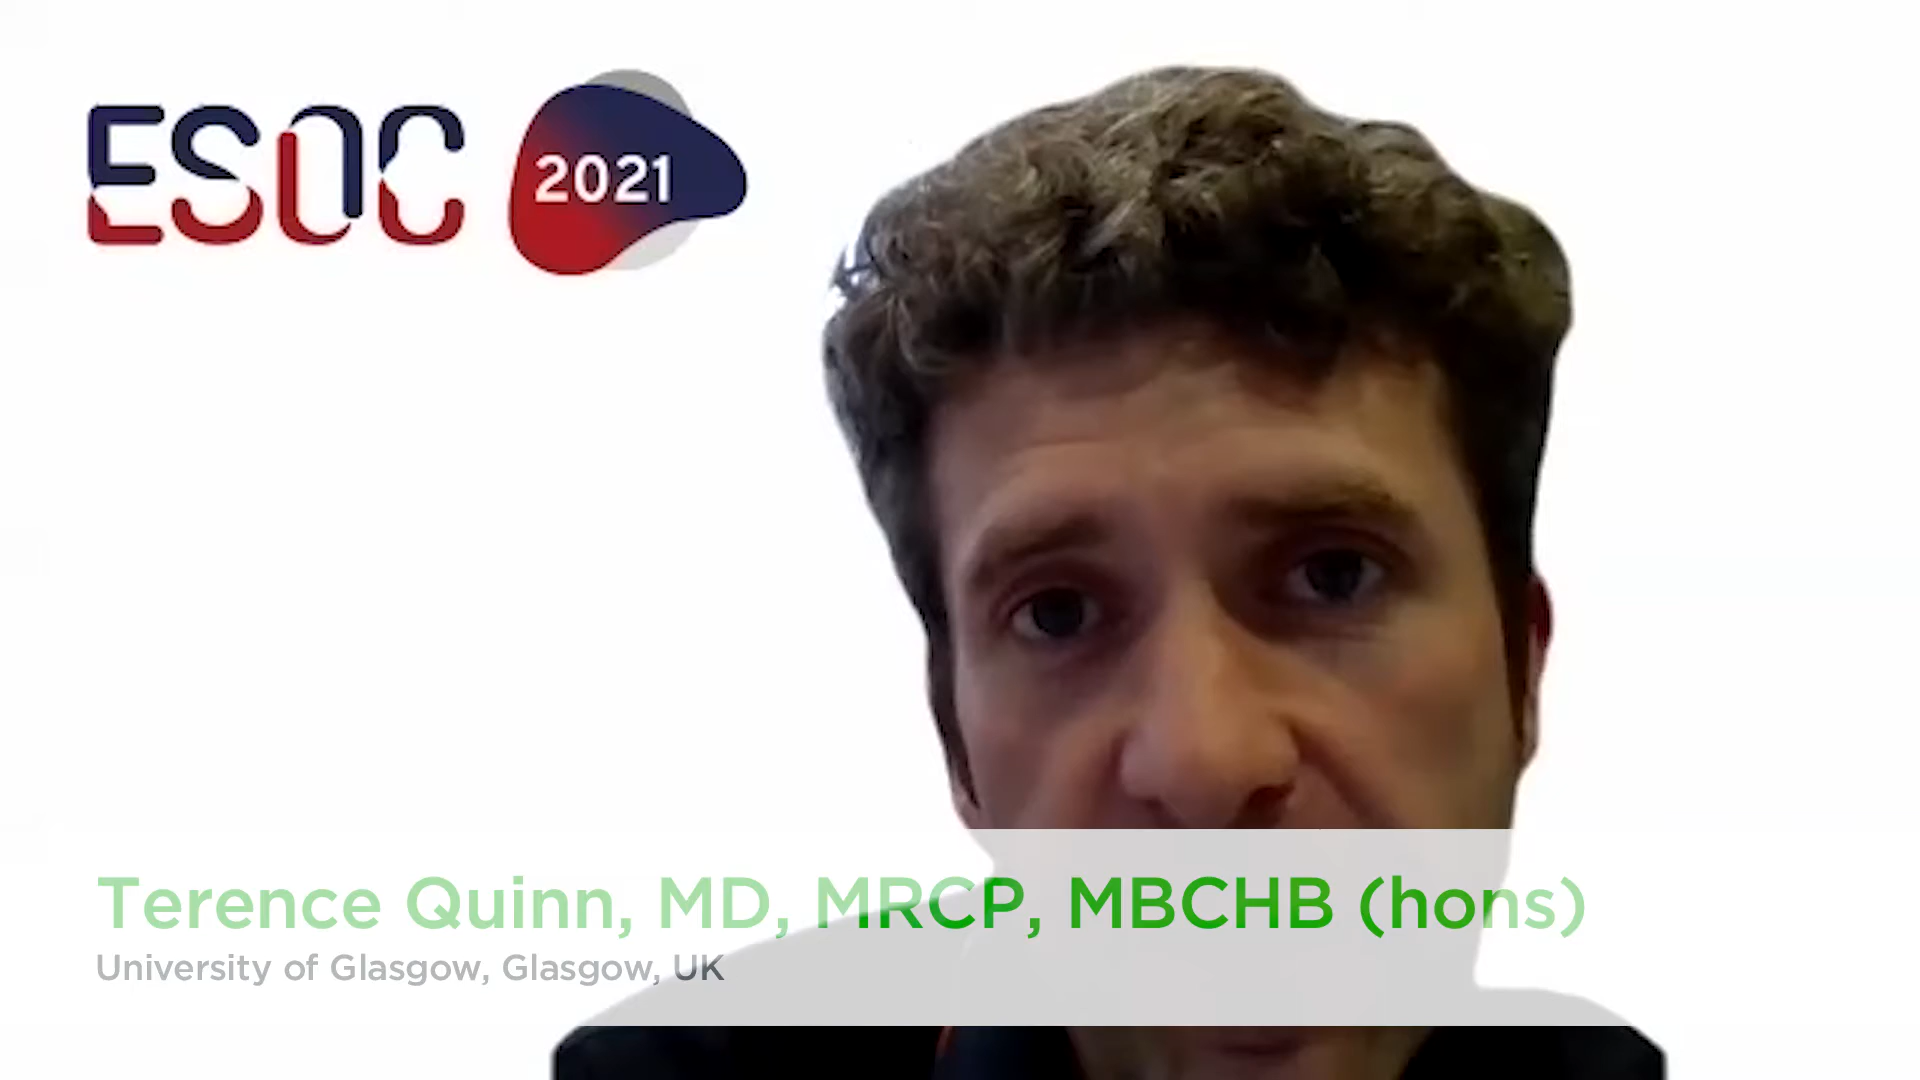 ESOC 2021
Terence Quinn, MD, MRCP, MBCHB (hons)
University of Glasgow, Glasgow, UK